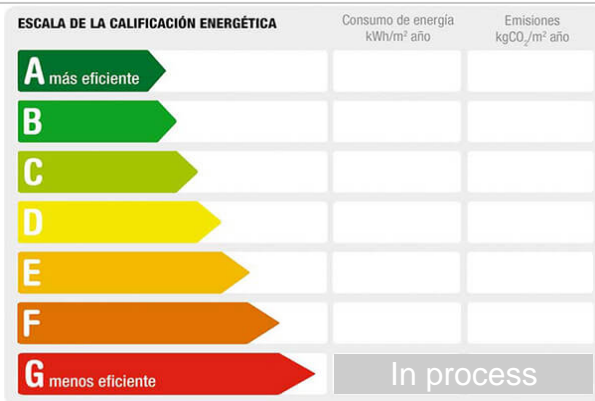 ESCALA DE LA CALIFICACIÓN ENERGÉTICA
Consumo de energía
kWh/m² año
Emisiones
kgCO₂/m² año
A más eficiente
B
C
D
E
F
G menos eficiente
In process